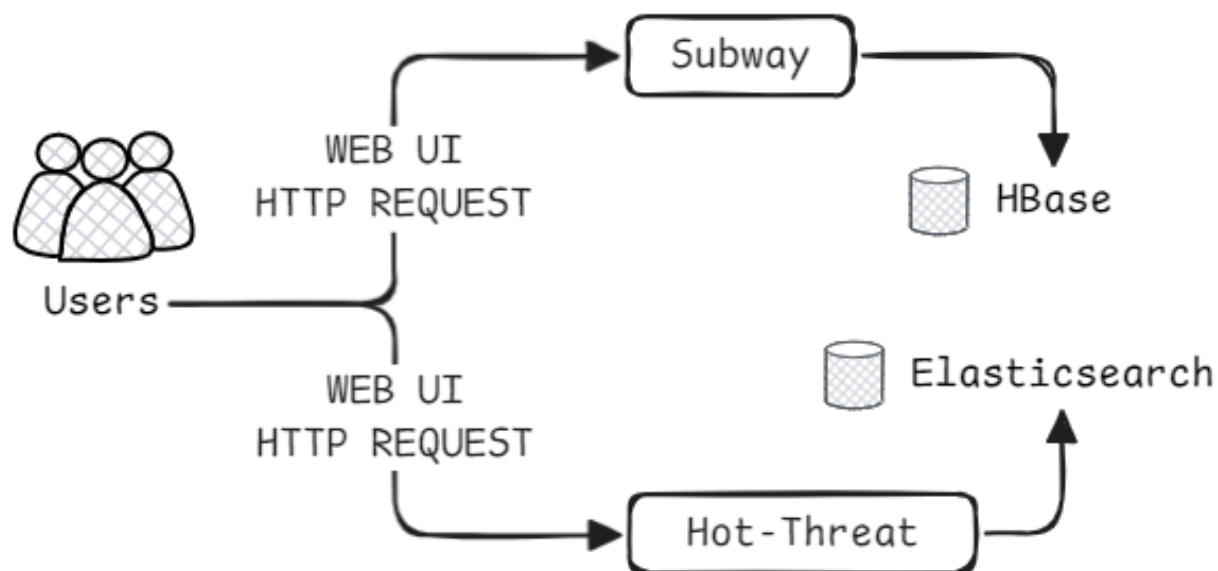 Subway
WEB UI
HTTP REQUEST
HBase
Users
WEB UI
HTTP REQUEST
Elasticsearch
Hot-Threat